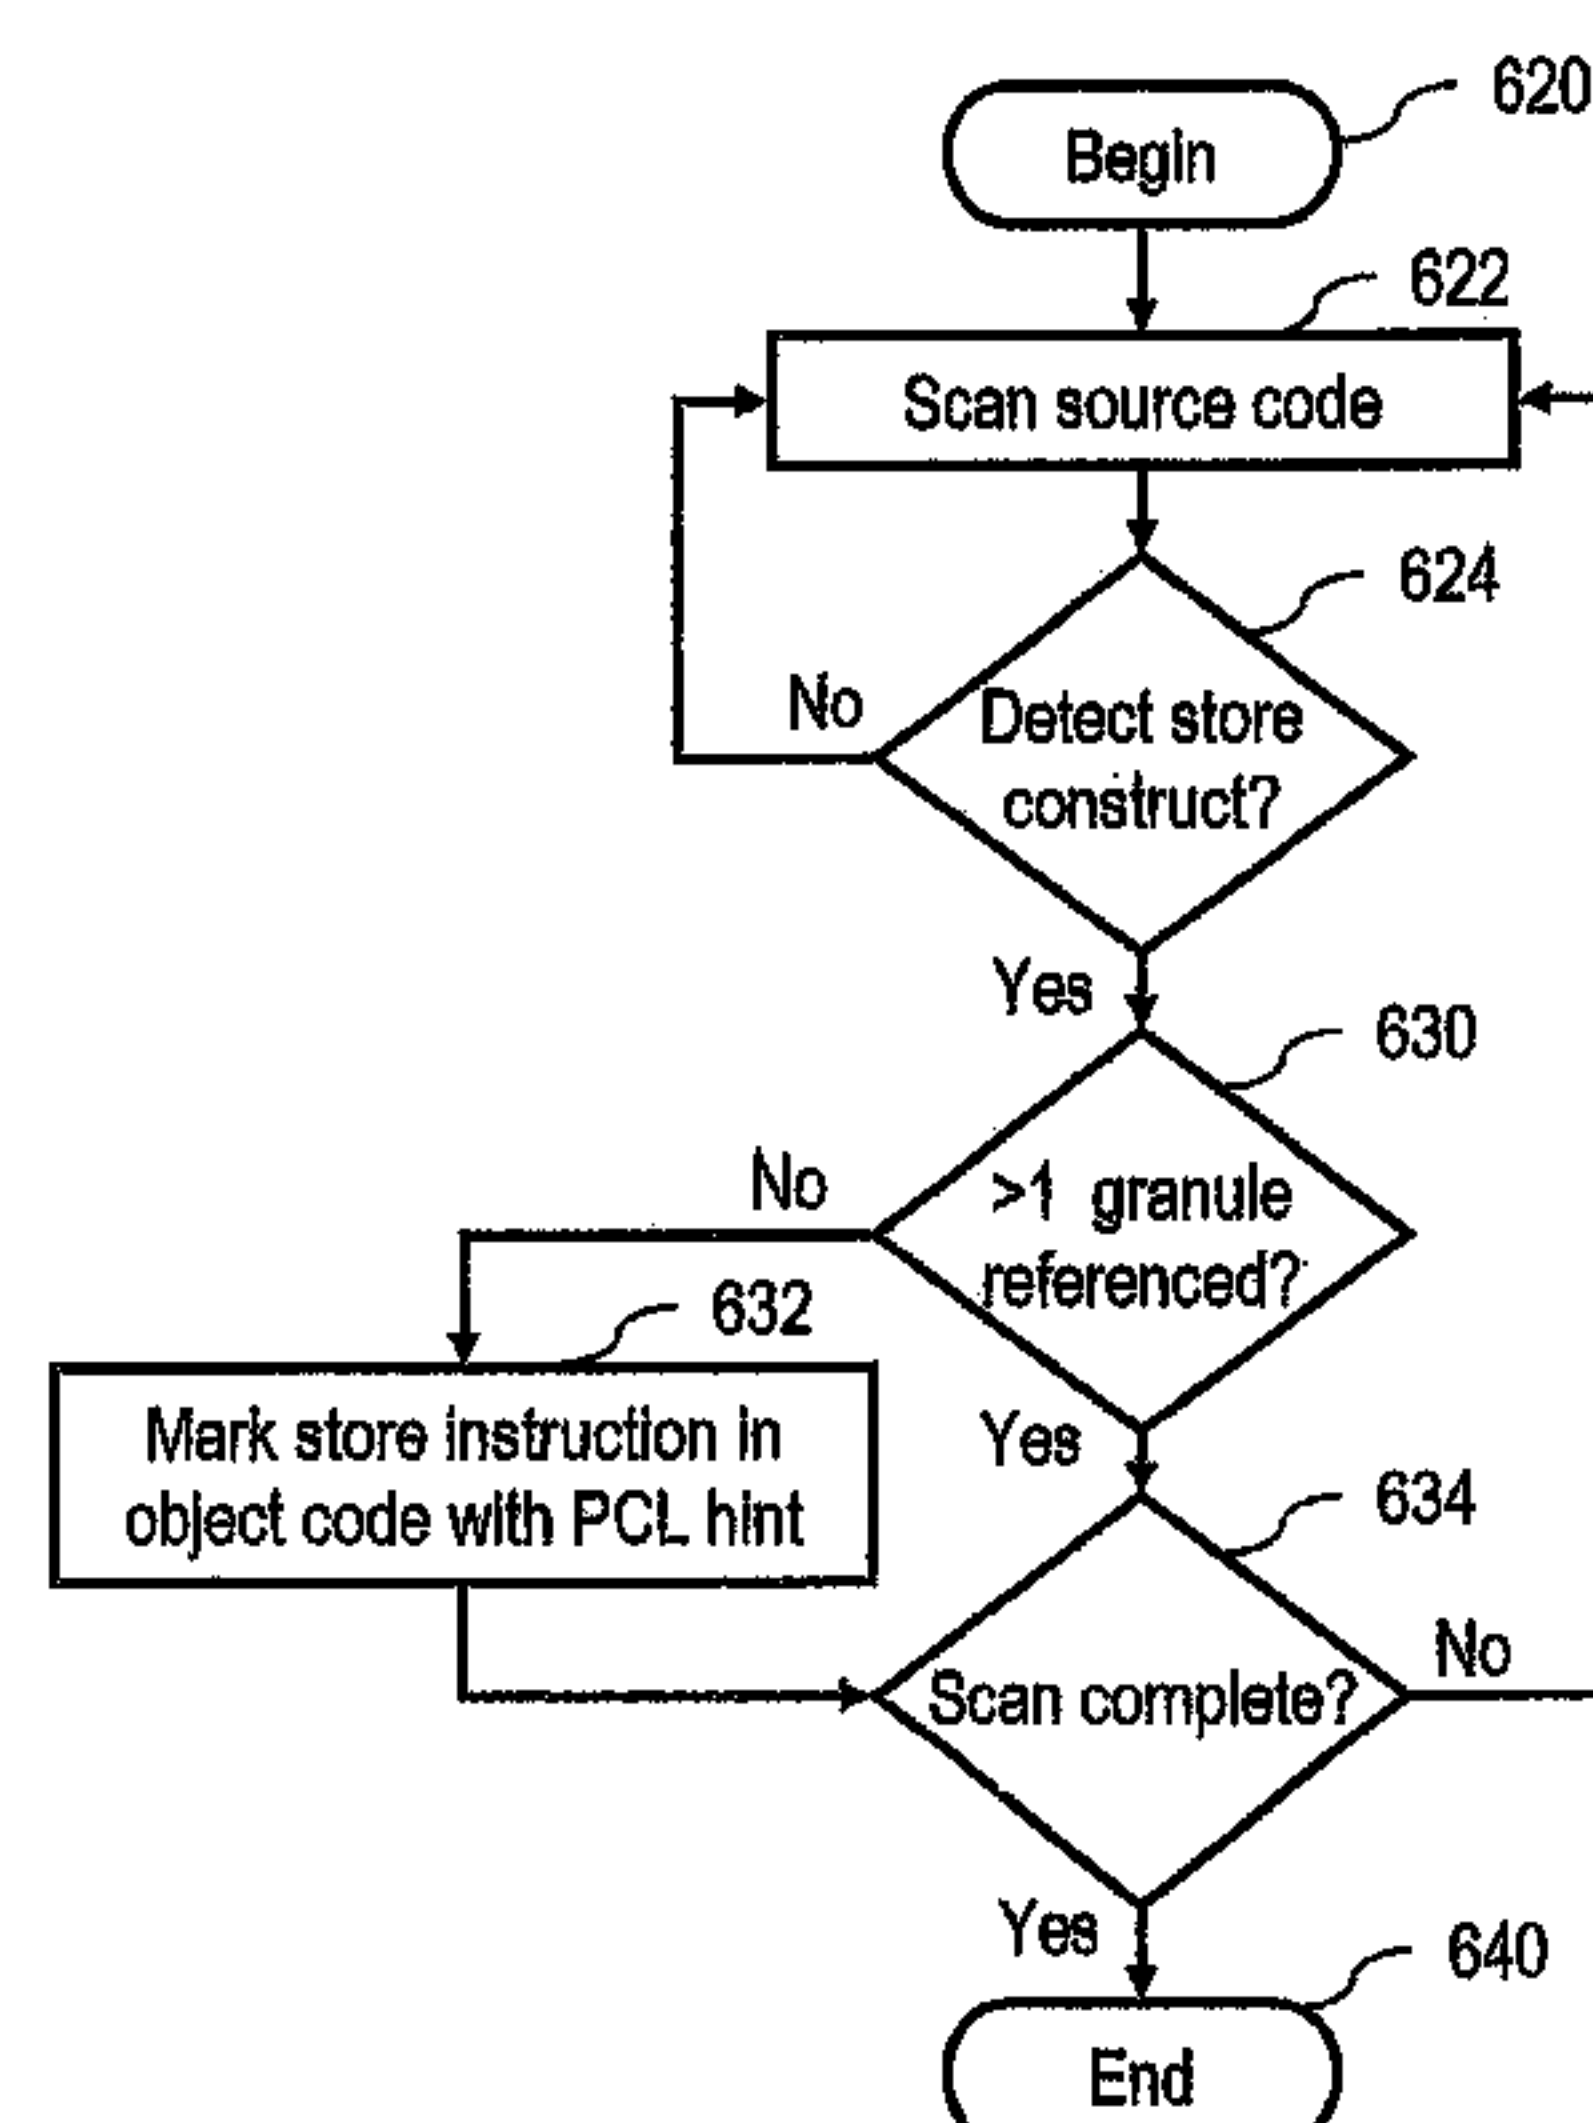 620
Begin
622
Scan source code
624
No
Detect store
construct?
Yes
630
No
>1 granule
referenced?
632
Mark store instruction in
object code with PCL hint
Yes
634
No
Scan complete?
Yes
640
End